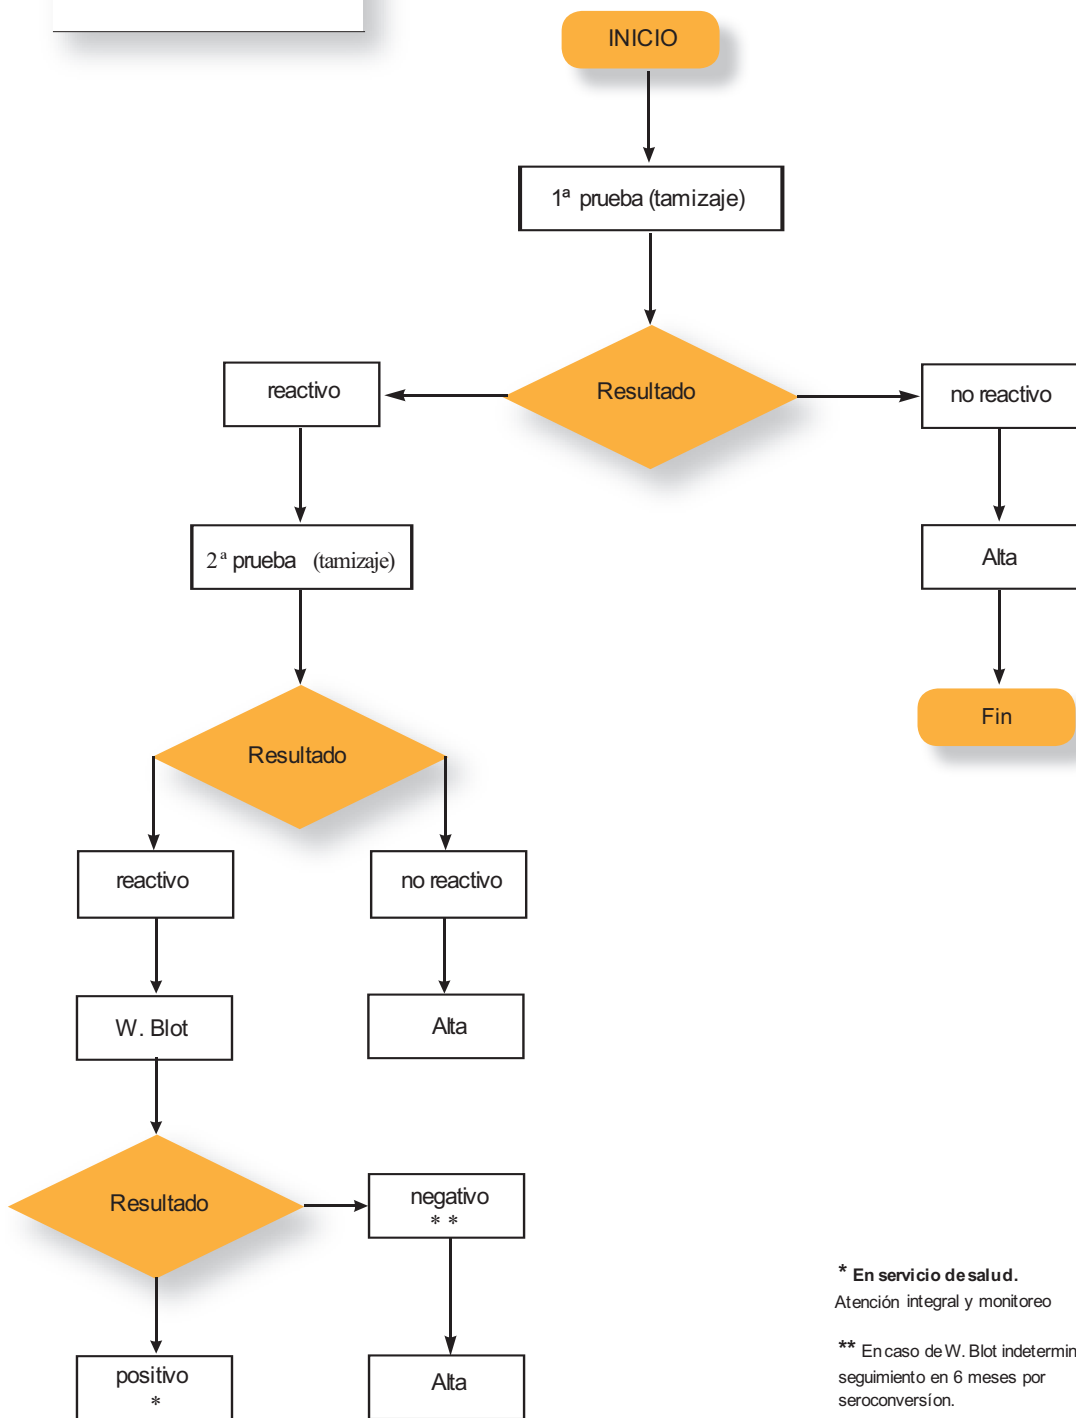 INICIO
1ª prueba (tamizaje)
Resultado
reactivo
no reactivo
2ª prueba (tamizaje)
Alta
Fin
Resultado
reactivo
no reactivo
W. Blot
Alta
Resultado
negativo
* *
positivo
*
Alta
* En servicio de salud.
Atención integral y monitoreo
** En caso de W. Blot indetermin
seguimiento en 6 meses por
seroconversíon.